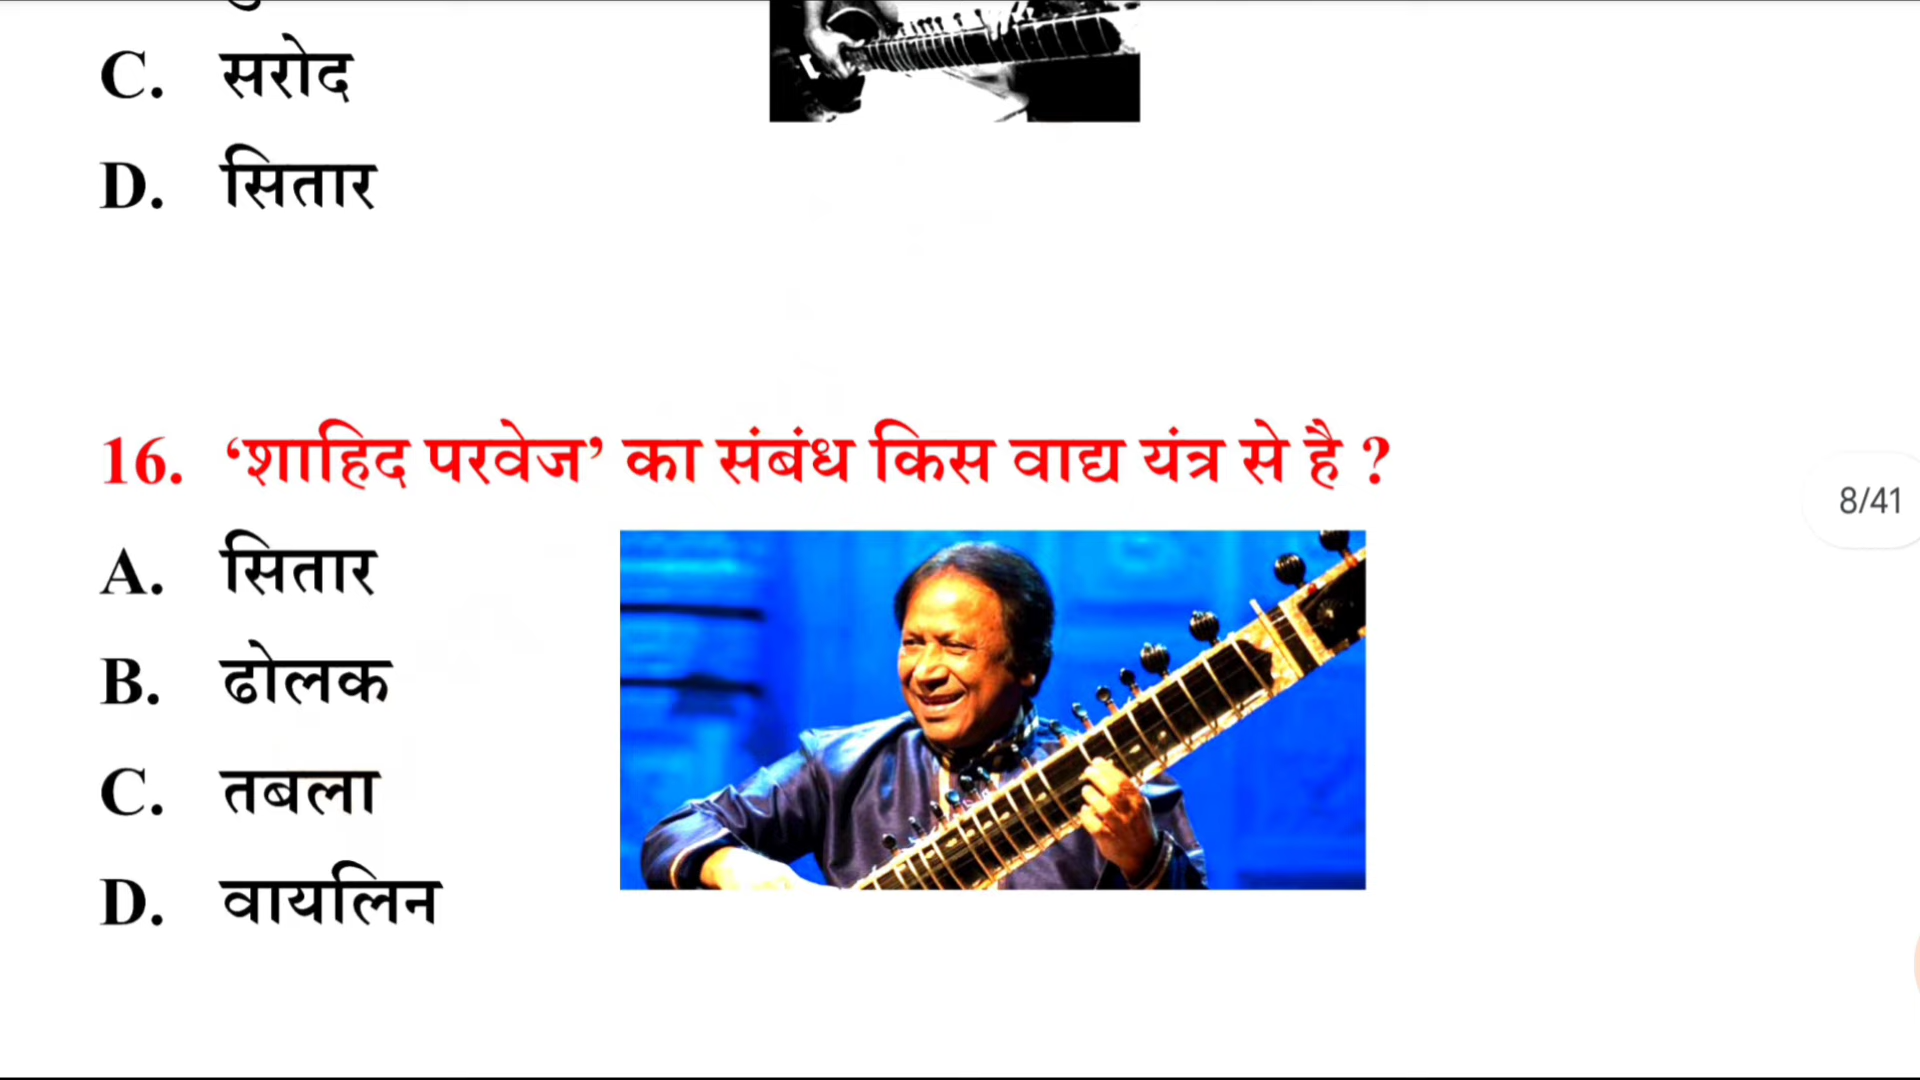 C. सरोद
D. सितार
16. ‘शाहिद परवेज’ का संबंध किस वाद्य यंत्र से है ?
8/41
A. सितार
B. ढोलक
C. तबला
D. वायलिन